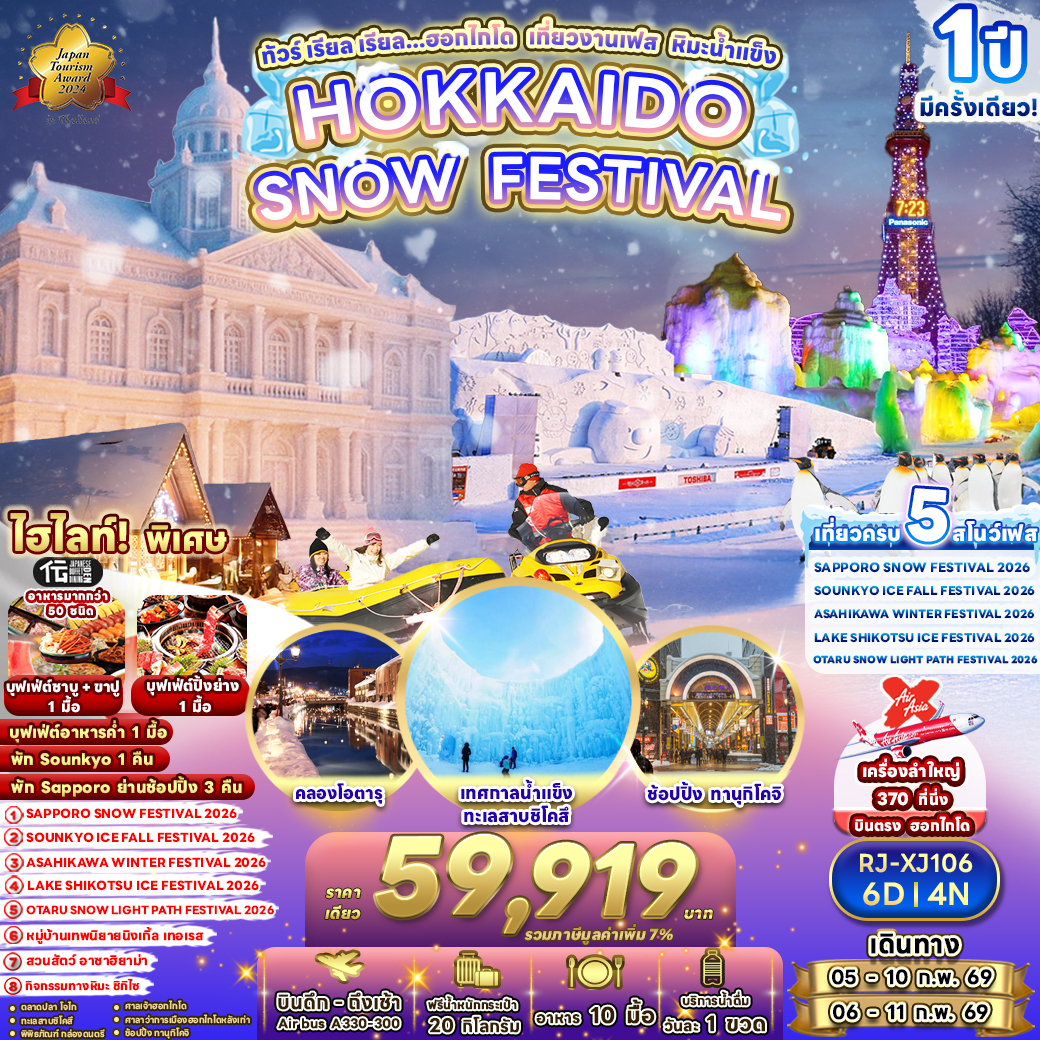 Japan
Tourism
Award
2024
in Thailand
ทัวร์ เรียล เรียล...ฮอกไกโด เที่ยวงานเฟส หิมะน้ำแข็ง
HOKKAIDO
SNOW FESTIVAL
1 ปี
มีครั้งเดียว!
7:23
Panasonic
TOSHIBA
ไฮไลท์! พิเศษ
JAPANESE
BUFFET
DINING
DEN
อาหารมากกว่า
50 ชนิด
บุฟเฟ่ต์ชาบู + ขาปู
1 มื้อ
บุฟเฟ่ต์ปิ้งย่าง
1 มื้อ
บุฟเฟ่ต์อาหารค่ำ 1 มื้อ
พัก Sounkyo 1 คืน
พัก Sapporo ย่านช้อปปิ้ง 3 คืน
1 SAPPORO SNOW FESTIVAL 2026
2 SOUNKYO ICE FALL FESTIVAL 2026
3 ASAHIKAWA WINTER FESTIVAL 2026
4 LAKE SHIKOTSU ICE FESTIVAL 2026
5 OTARU SNOW LIGHT PATH FESTIVAL 2026
6 หมู่บ้านเทพนิยายนิงเกิ้ล เทอเรส
7 สวนสัตว์ อาซาฮิยาม่า
8 กิจกรรมทางหิมะ ชิกิไซ
• ตลาดปลา โจไก
• ทะเลสาบชิโคสึ
• พิพิธภัณฑ์ กล่องดนตรี
• ศาลเจ้าฮอกไกโด
• ศาลาว่าการเมืองฮอกไกโดหลังเก่า
• ช้อปปิ้ง ทานุกิโคจิ
คลองโอตารุ
เทศกาลน้ำแข็ง
ทะเลสาบชิโคสึ
ช้อปปิ้ง ทานุกิโคจิ
ราคา
เดียว
59,919
บาท
รวมภาษีมูลค่าเพิ่ม 7%
บินดึก - ถึงเช้า
Airbus A330-300
ฟรีน้ำหนักกระเป๋า
20 กิโลกรัม
อาหาร 10 มื้อ
บริการน้ำดื่ม
วันละ 1 ขวด
เที่ยวครบ 5 สโนว์เฟส
SAPPORO SNOW FESTIVAL 2026
SOUNKYO ICE FALL FESTIVAL 2026
ASAHIKAWA WINTER FESTIVAL 2026
LAKE SHIKOTSU ICE FESTIVAL 2026
OTARU SNOW LIGHT PATH FESTIVAL 2026
Air
Asia
X
เครื่องลำใหญ่
370 ที่นั่ง
บินตรง ฮอกไกโด
RJ-XJ106
6D | 4N
เดินทาง
05 - 10 ก.พ. 69
06 - 11 ก.พ. 69